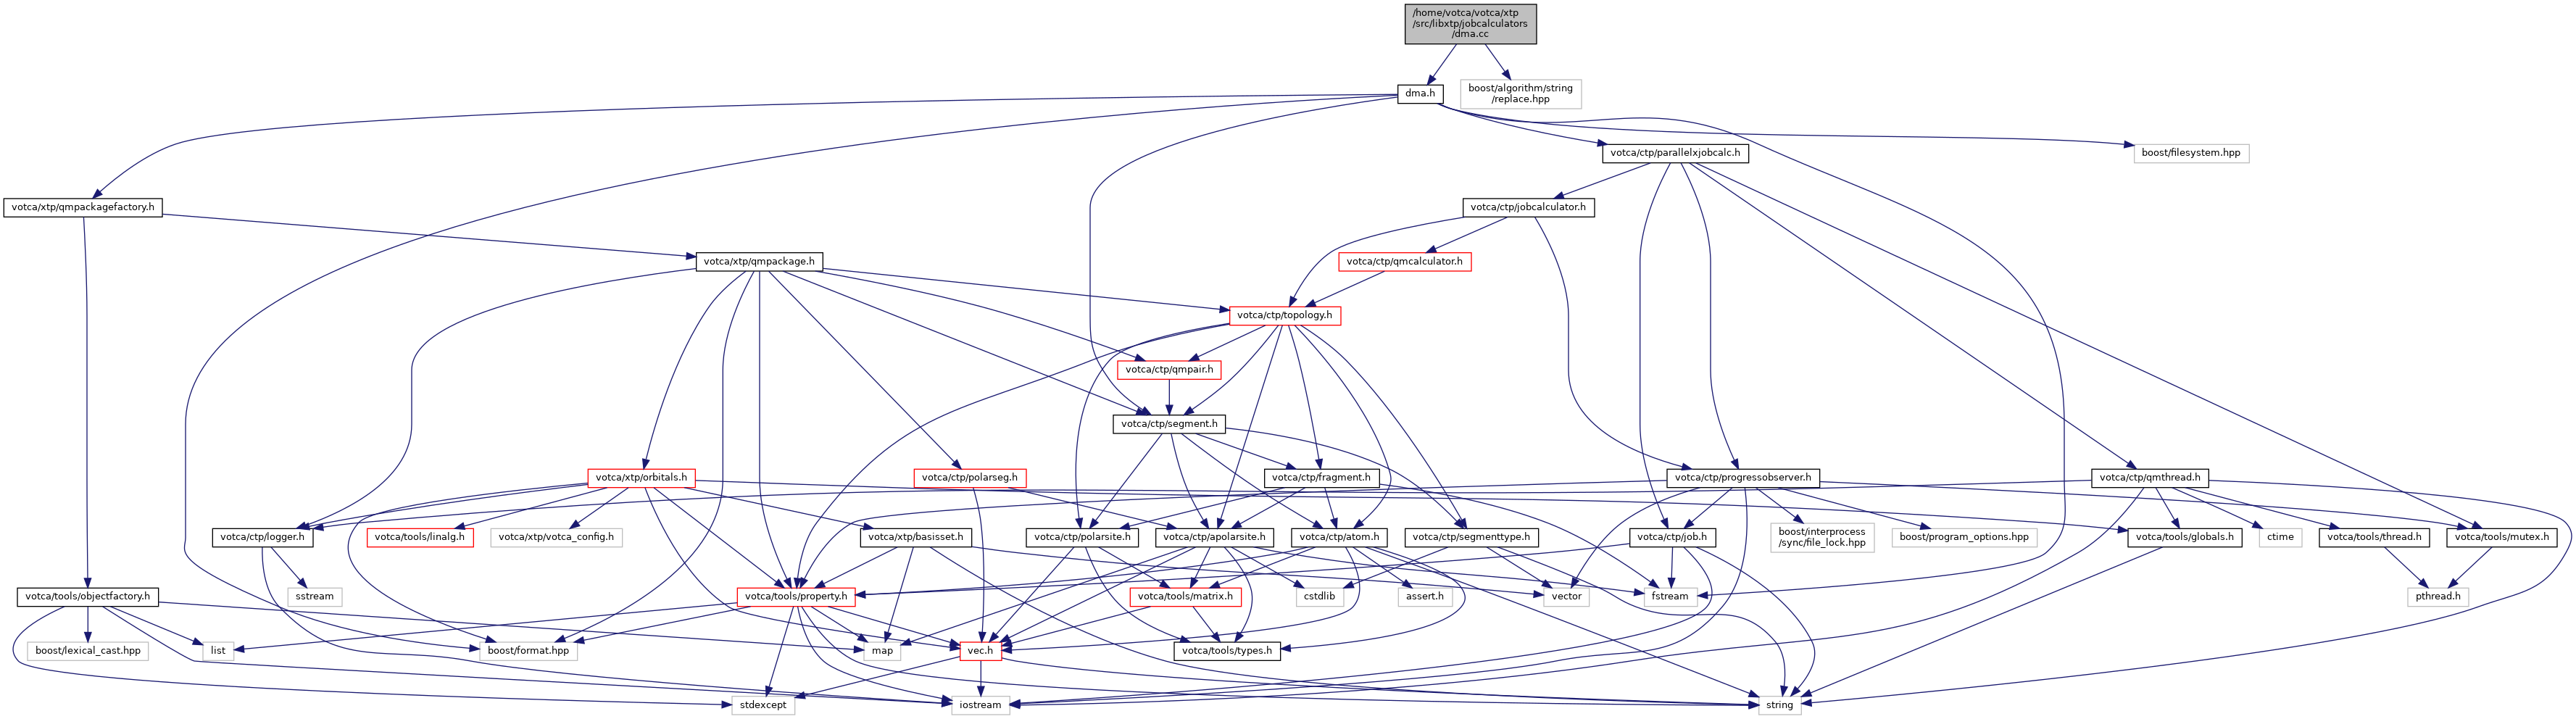 /home/votca/votca/xtp
/src/libxtp/jobcalculators
/dma.cc
dma.h
boost/algorithm/string
/replace.hpp
votca/ctp/parallelxjobcalc.h
boost/filesystem.hpp
votca/xtp/qmpackagefactory.h
votca/ctp/jobcalculator.h
votca/xtp/qmpackage.h
votca/ctp/qmcalculator.h
votca/ctp/topology.h
votca/ctp/qmpair.h
votca/ctp/segment.h
votca/xtp/orbitals.h
votca/ctp/polarseg.h
votca/ctp/fragment.h
votca/ctp/progressobserver.h
votca/ctp/qmthread.h
votca/ctp/logger.h
votca/tools/linalg.h
votca/xtp/votca_config.h
votca/xtp/basisset.h
votca/ctp/polarsite.h
votca/ctp/apolarsite.h
votca/ctp/atom.h
votca/ctp/segmenttype.h
votca/ctp/job.h
boost/interprocess
/sync/file_lock.hpp
boost/program_options.hpp
votca/tools/globals.h
ctime
votca/tools/thread.h
votca/tools/mutex.h
votca/tools/objectfactory.h
sstream
votca/tools/property.h
votca/tools/matrix.h
cstdlib
assert.h
vector
fstream
pthread.h
boost/lexical_cast.hpp
list
boost/format.hpp
map
vec.h
votca/tools/types.h
stdexcept
iostream
string